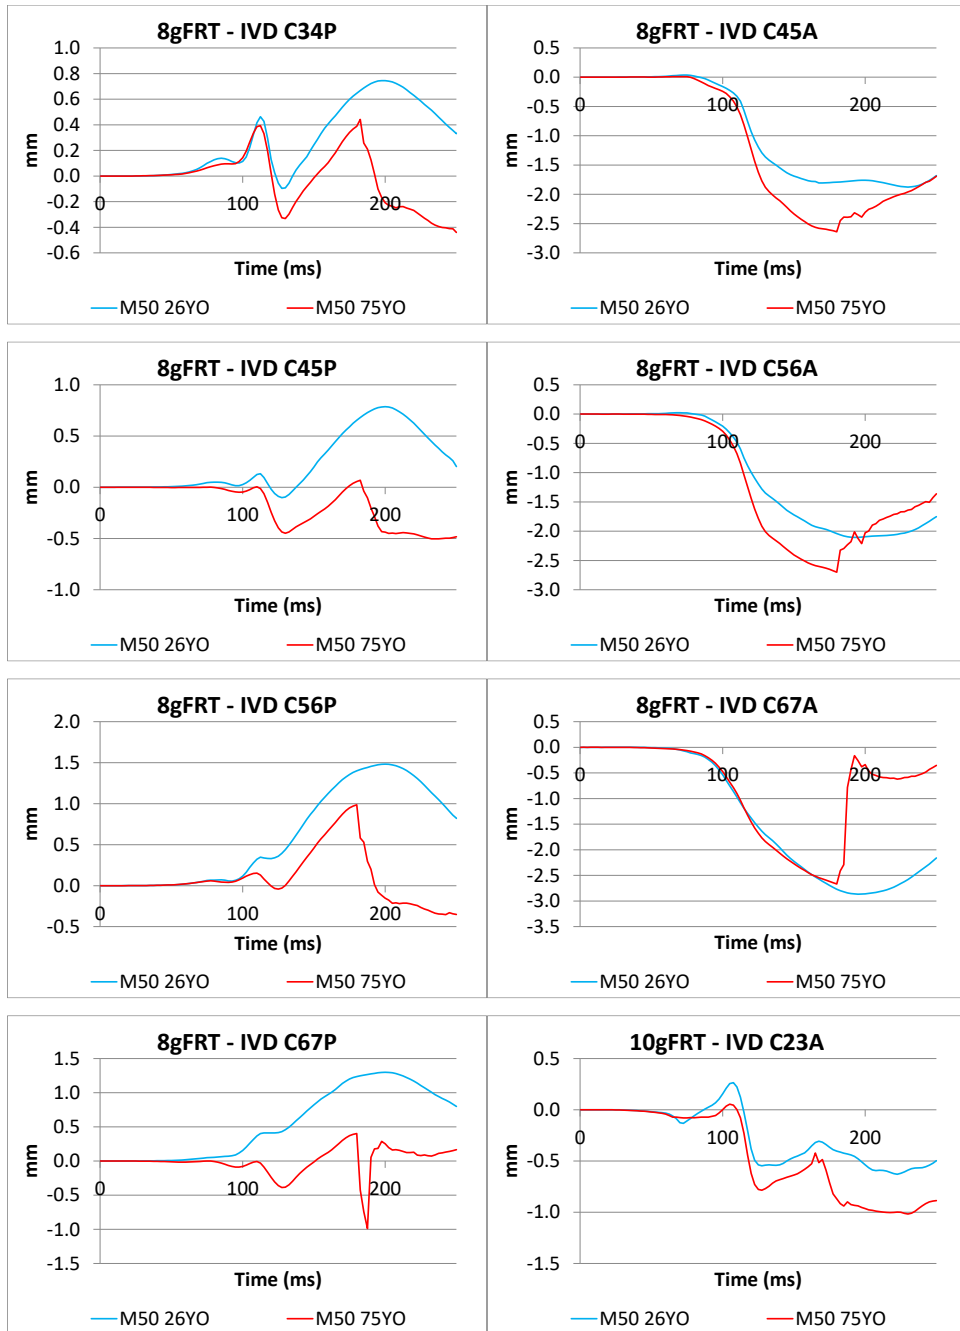 8gFRT - IVD C34P
1.0
0.8
0.6
0.4
0.2
0.0
-0.2
-0.4
-0.6
0
100
200
mm
Time (ms)
M50 26YO
M50 75YO
8gFRT - IVD C45A
0.5
0.0
-0.5
-1.0
-1.5
-2.0
-2.5
-3.0
0
100
200
mm
Time (ms)
M50 26YO
M50 75YO
8gFRT - IVD C45P
1.0
0.5
0.0
-0.5
-1.0
0
100
200
mm
Time (ms)
M50 26YO
M50 75YO
8gFRT - IVD C56A
0.5
0.0
-0.5
-1.0
-1.5
-2.0
-2.5
-3.0
0
100
200
mm
Time (ms)
M50 26YO
M50 75YO
8gFRT - IVD C56P
2.0
1.5
1.0
0.5
0.0
-0.5
0
100
200
mm
Time (ms)
M50 26YO
M50 75YO
8gFRT - IVD C67A
0.5
0.0
-0.5
-1.0
-1.5
-2.0
-2.5
-3.0
-3.5
0
100
200
mm
Time (ms)
M50 26YO
M50 75YO
8gFRT - IVD C67P
1.5
1.0
0.5
0.0
-0.5
-1.0
-1.5
0
100
200
mm
Time (ms)
M50 26YO
M50 75YO
10gFRT - IVD C23A
0.5
0.0
-0.5
-1.0
-1.5
0
100
200
mm
Time (ms)
M50 26YO
M50 75YO